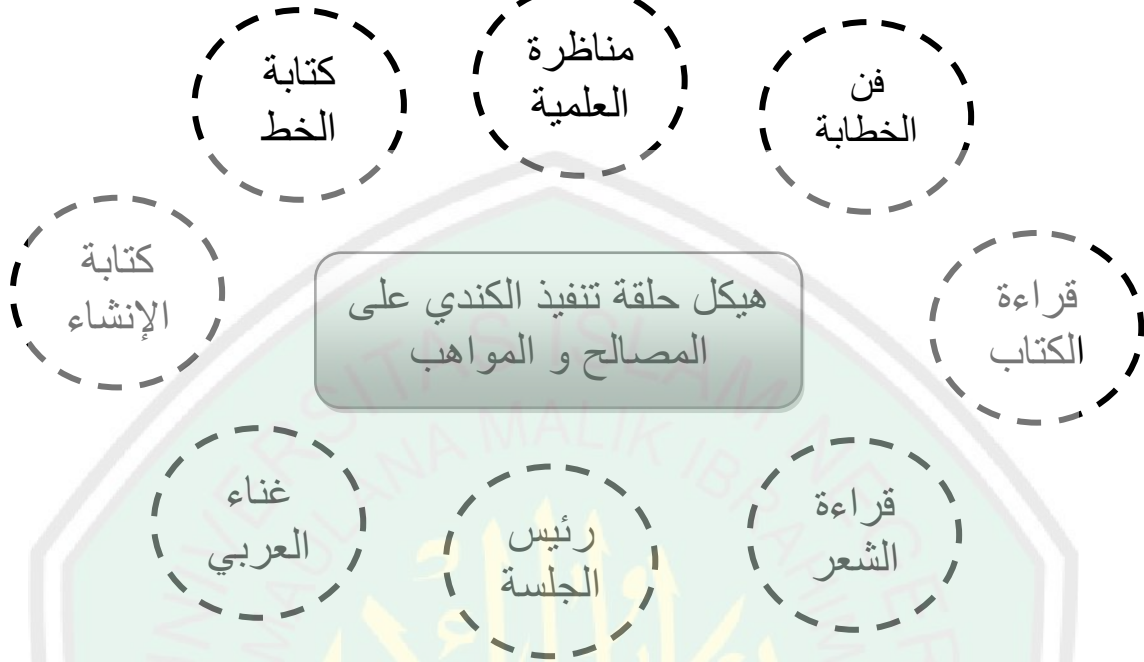 فن
الخطابة
مناظرة
العلمية
كتابة
الخط
قراءة
الكتاب
هيكل حلقة تنفيذ الكندي على
المصالح و المواهب
كتابة
الإنشاء
قراءة
الشعر
رئيس
الجلسة
غناء
العربي